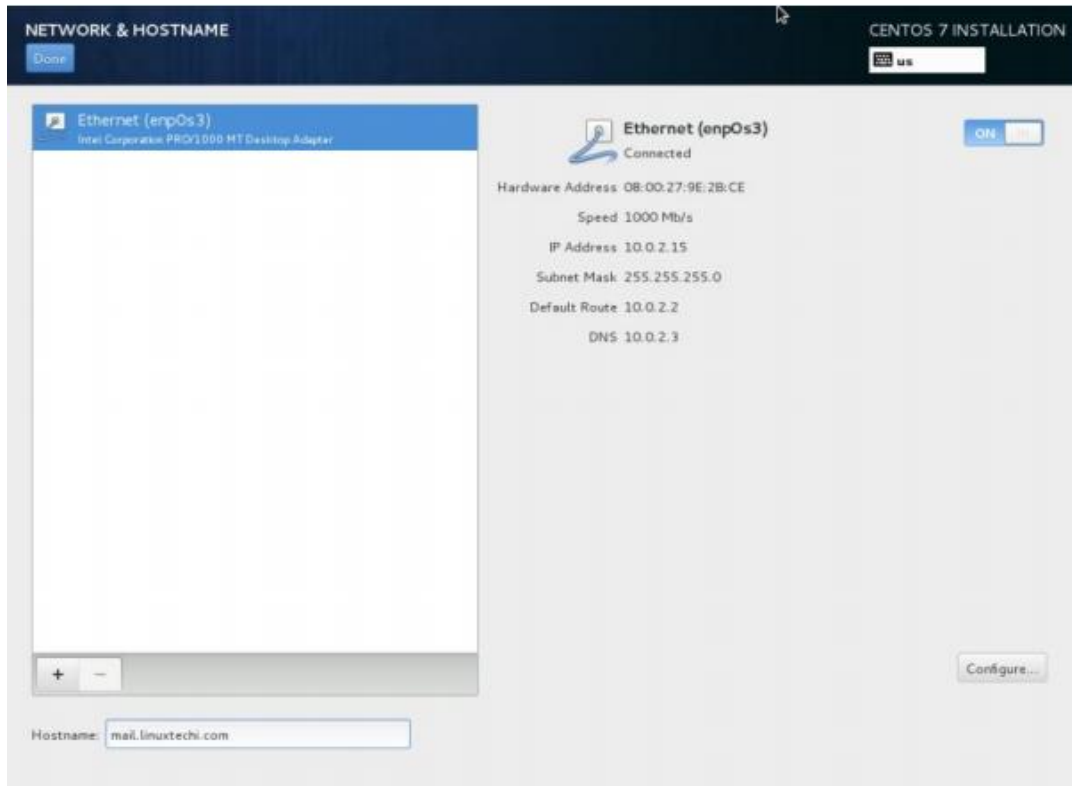 NETWORK & HOSTNAME
Done
CENTOS 7 INSTALLATION
us
Ethernet (enpOs3)
Intel Corporation PRO/1000 MT Desktop Adapter
Ethernet (enpOs3)
Connected
ON
Hardware Address 08:00:27:9E:2B:CE
Speed 1000 Mb/s
IP Address 10.0.2.15
Subnet Mask 255.255.255.0
Default Route 10.0.2.2
DNS 10.0.2.3
+ -
Configure...
Hostname: mail.linuxtechi.com